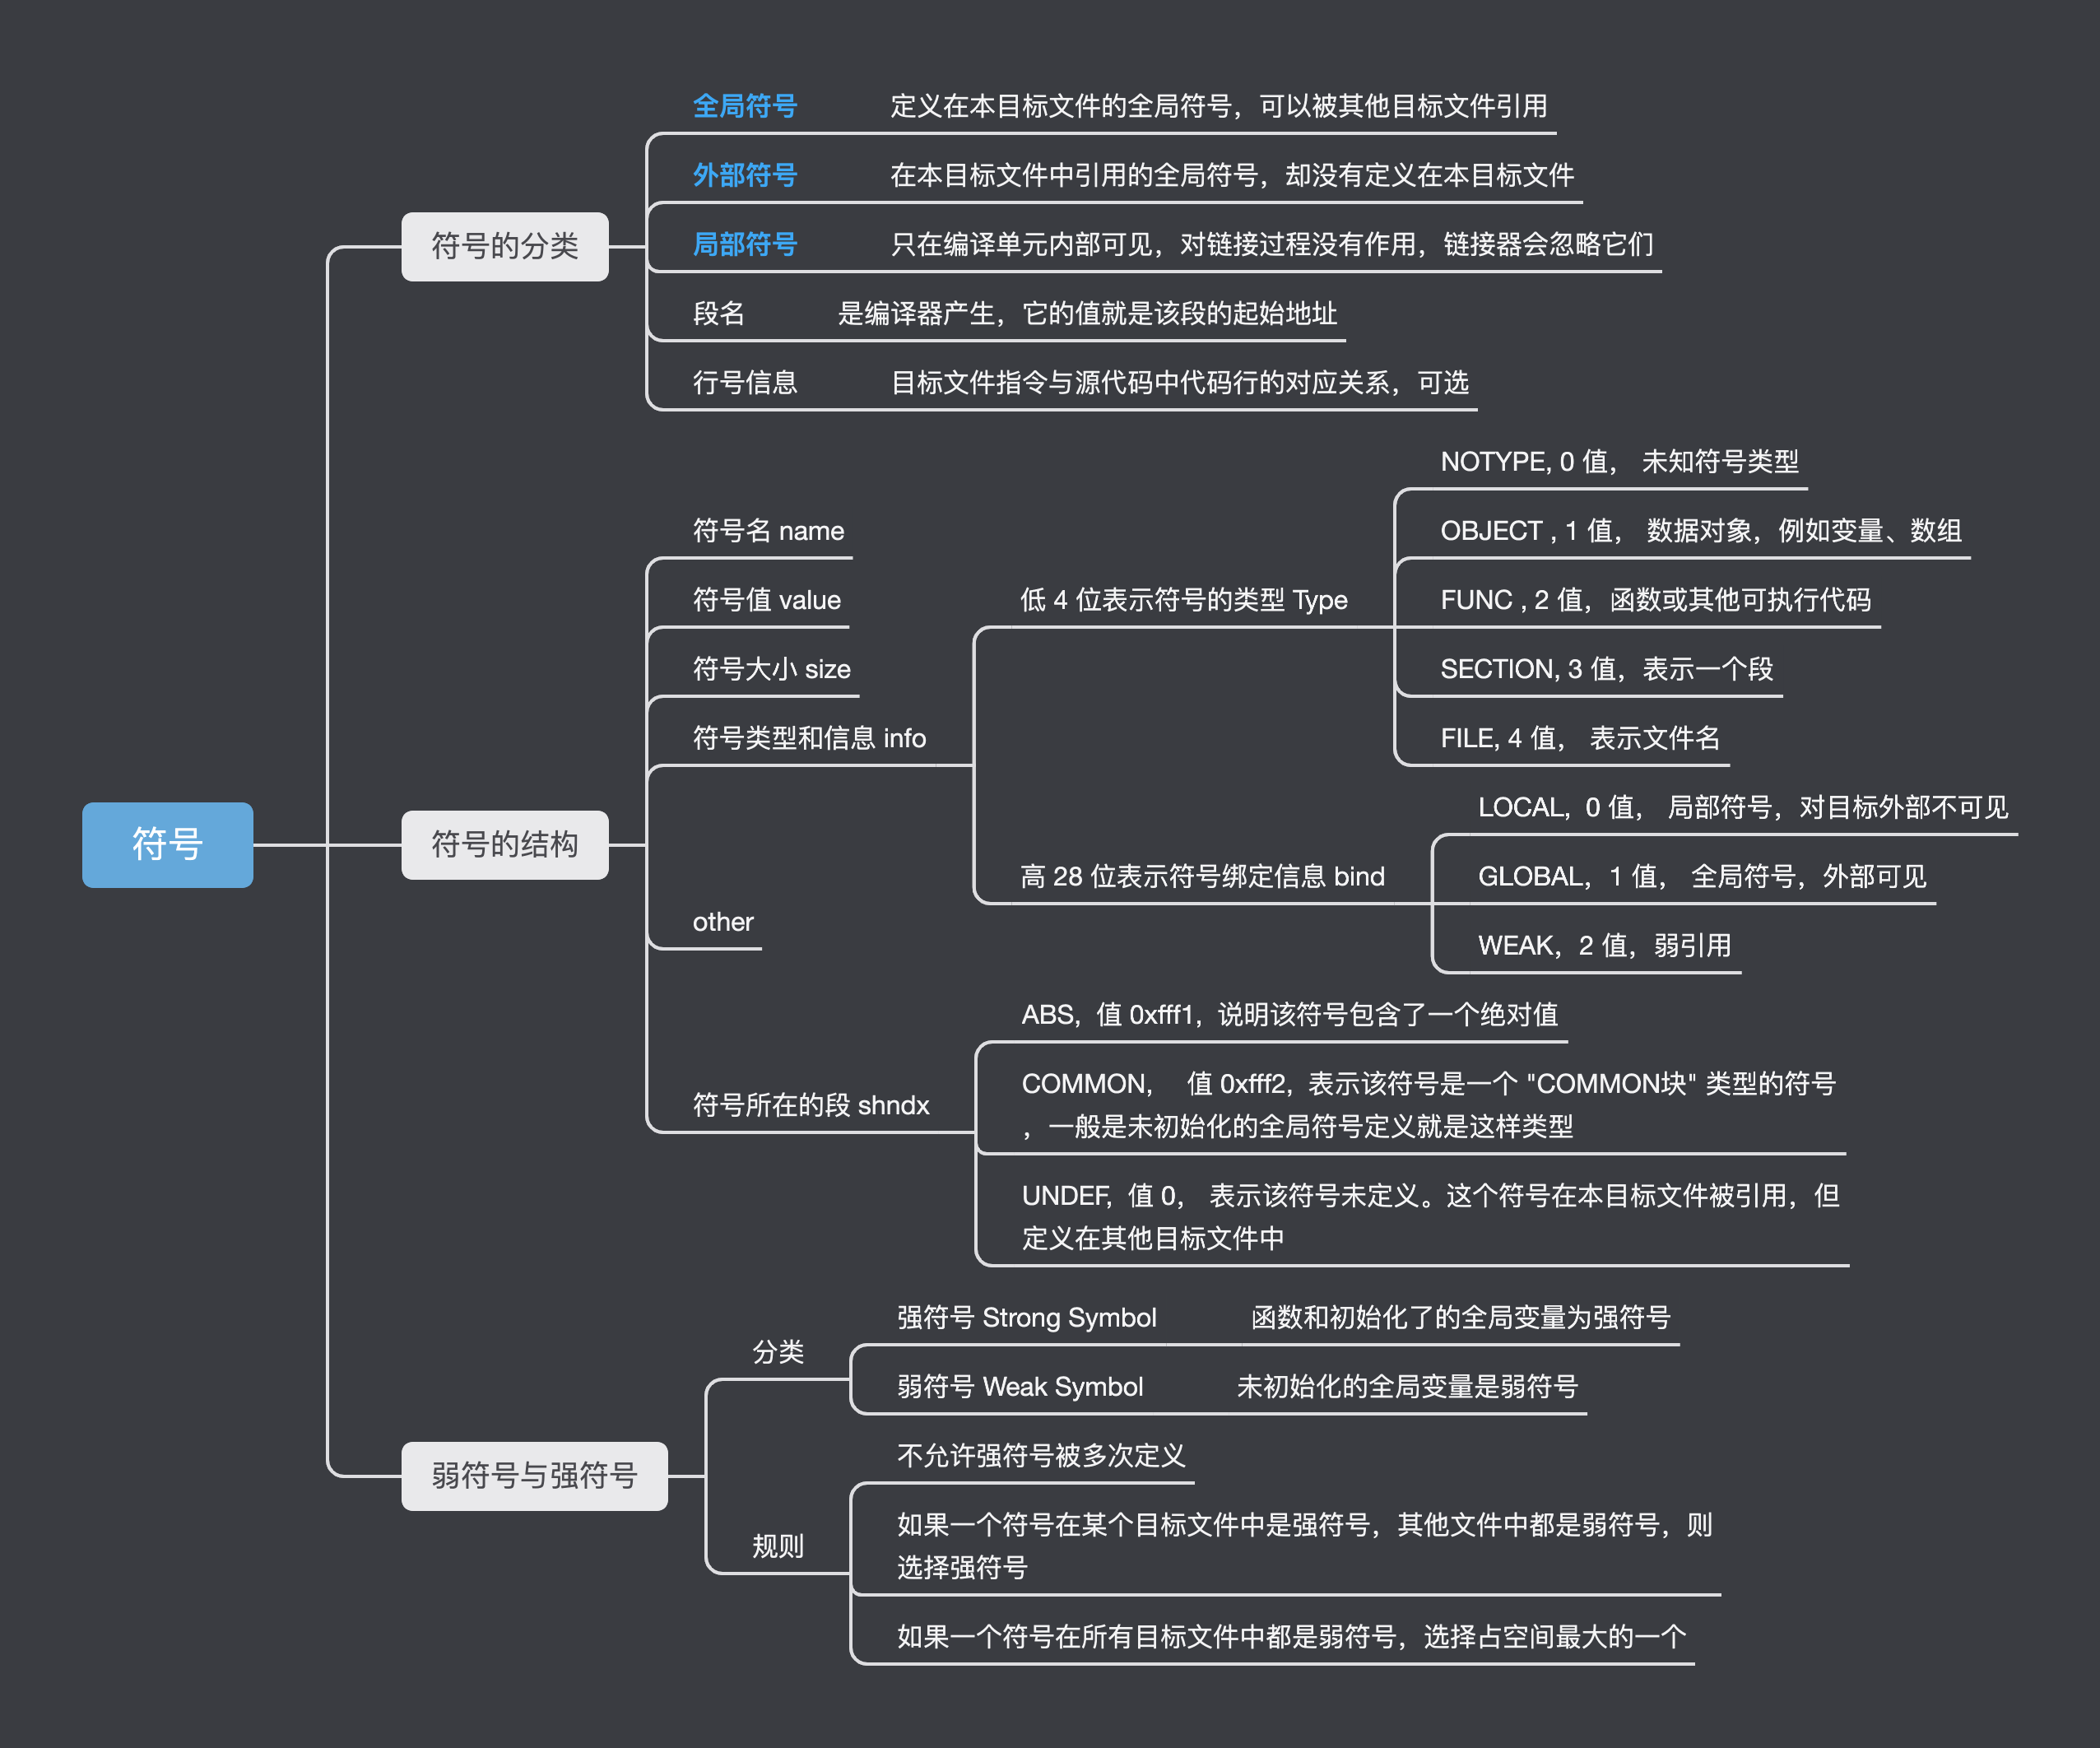 符号
符号的分类
全局符号 定义在本目标文件的全局符号，可以被其他目标文件引用
外部符号 在本目标文件中引用的全局符号，却没有定义在本目标文件
局部符号 只在编译单元内部可见，对链接过程没有作用，链接器会忽略它们
段名 是编译器产生，它的值就是该段的起始地址
行号信息 目标文件指令与源代码中代码行的对应关系，可选
符号的结构
符号名 name
符号值 value
符号大小 size
符号类型和信息 info
低 4 位表示符号的类型 Type
NOTYPE, 0 值， 未知符号类型
OBJECT , 1 值， 数据对象，例如变量、数组
FUNC , 2 值，函数或其他可执行代码
SECTION, 3 值，表示一个段
FILE, 4 值， 表示文件名
高 28 位表示符号绑定信息 bind
LOCAL，0 值， 局部符号，对目标外部不可见
GLOBAL，1 值， 全局符号，外部可见
WEAK，2 值，弱引用
other
符号所在的段 shndx
ABS，值 0xfff1，说明该符号包含了一个绝对值
COMMON， 值 0xfff2，表示该符号是一个 "COMMON块" 类型的符号
，一般是未初始化的全局符号定义就是这样类型
UNDEF，值 0， 表示该符号未定义。这个符号在本目标文件被引用，但
定义在其他目标文件中
弱符号与强符号
分类
强符号 Strong Symbol 函数和初始化了的全局变量为强符号
弱符号 Weak Symbol 未初始化的全局变量是弱符号
规则
不允许强符号被多次定义
如果一个符号在某个目标文件中是强符号，其他文件中都是弱符号，则
选择强符号
如果一个符号在所有目标文件中都是弱符号，选择占空间最大的一个